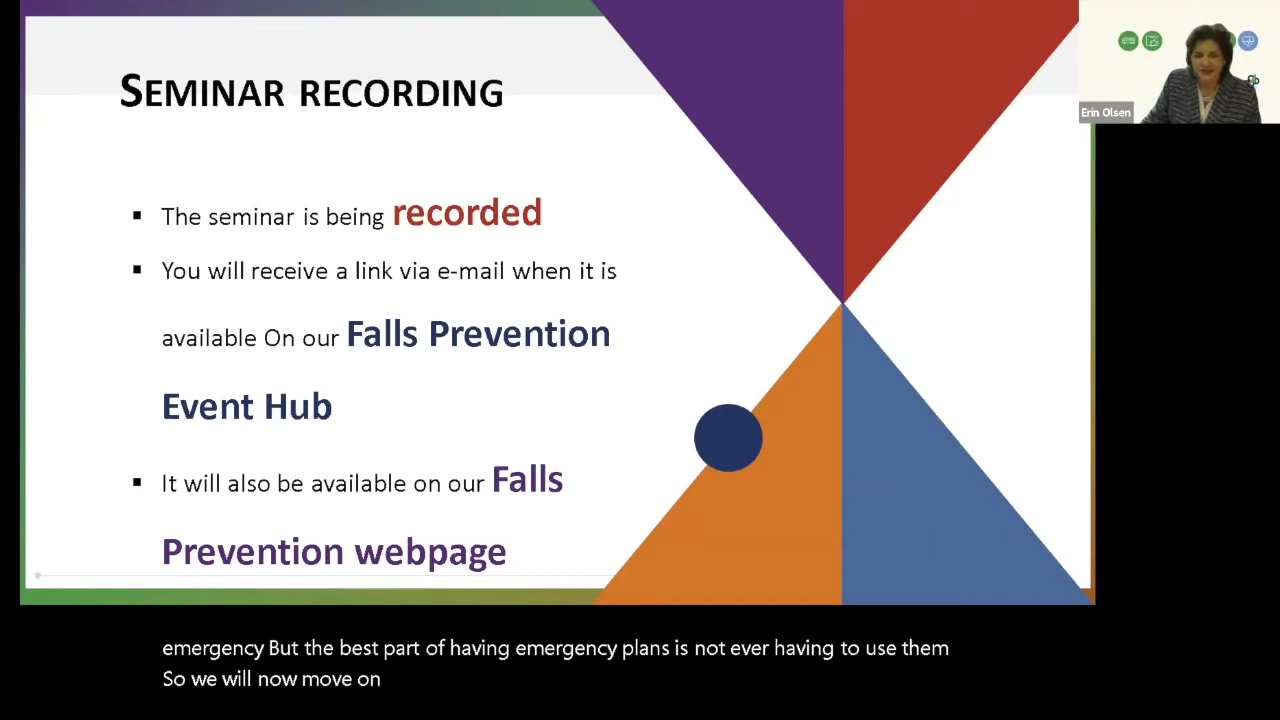 SEMINAR RECORDING
▪ The seminar is being recorded
▪ You will receive a link via e-mail when it is
available On our Falls Prevention
Event Hub
▪ It will also be available on our Falls
Prevention webpage
Erin Olsen
emergency But the best part of having emergency plans is not ever having to use them
So we will now move on